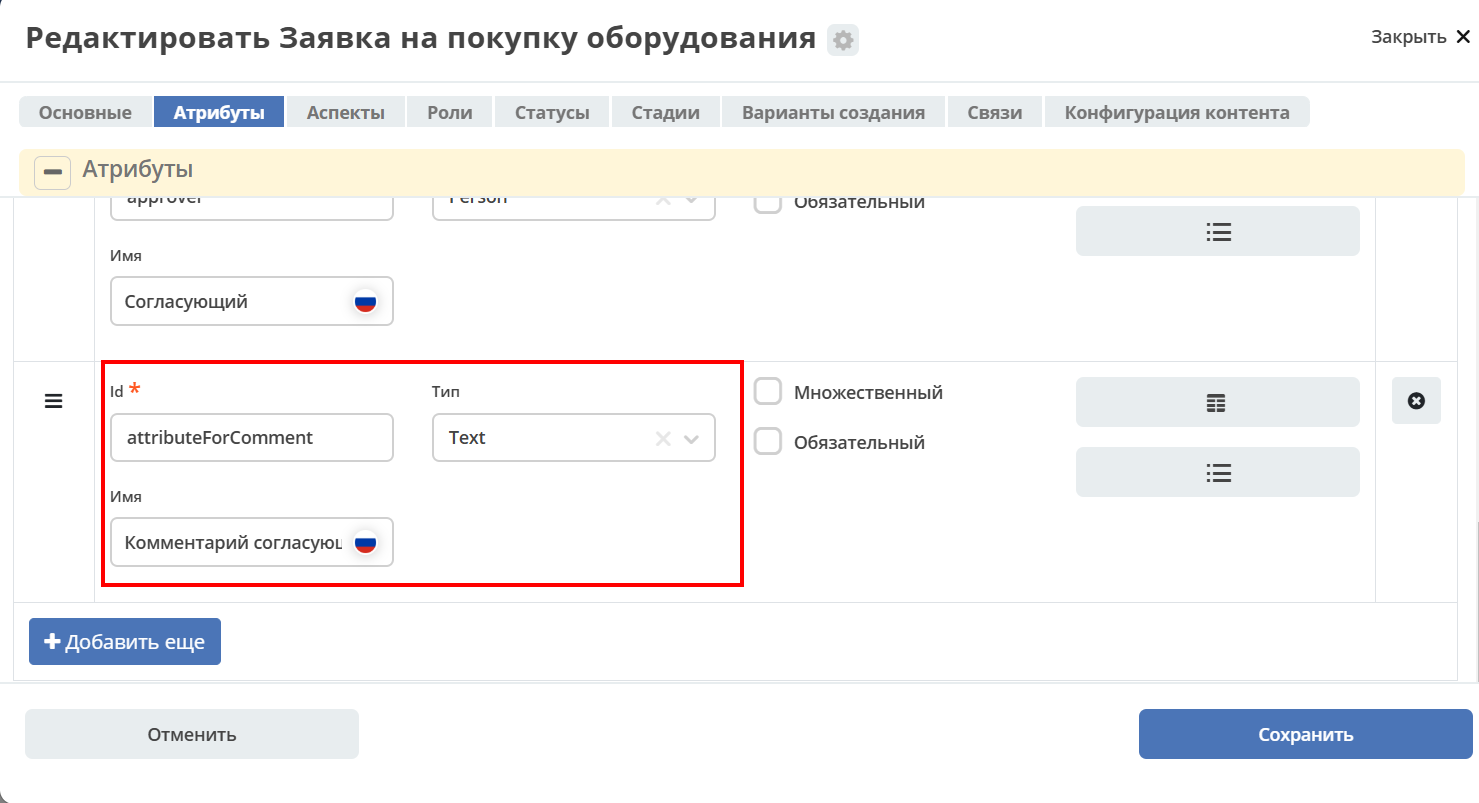 Редактировать Заявка на покупку оборудования
Закрыть
Основные Атрибуты Аспекты Роли Статусы Стадии Варианты создания Связи Конфигурация контента
Атрибуты
approver Person Обязательный
Имя
Согласующий
Id * Тип Множественный
attributeForComment Text Обязательный
Имя
Комментарий согласующ
Добавить еще
Отменить Сохранить